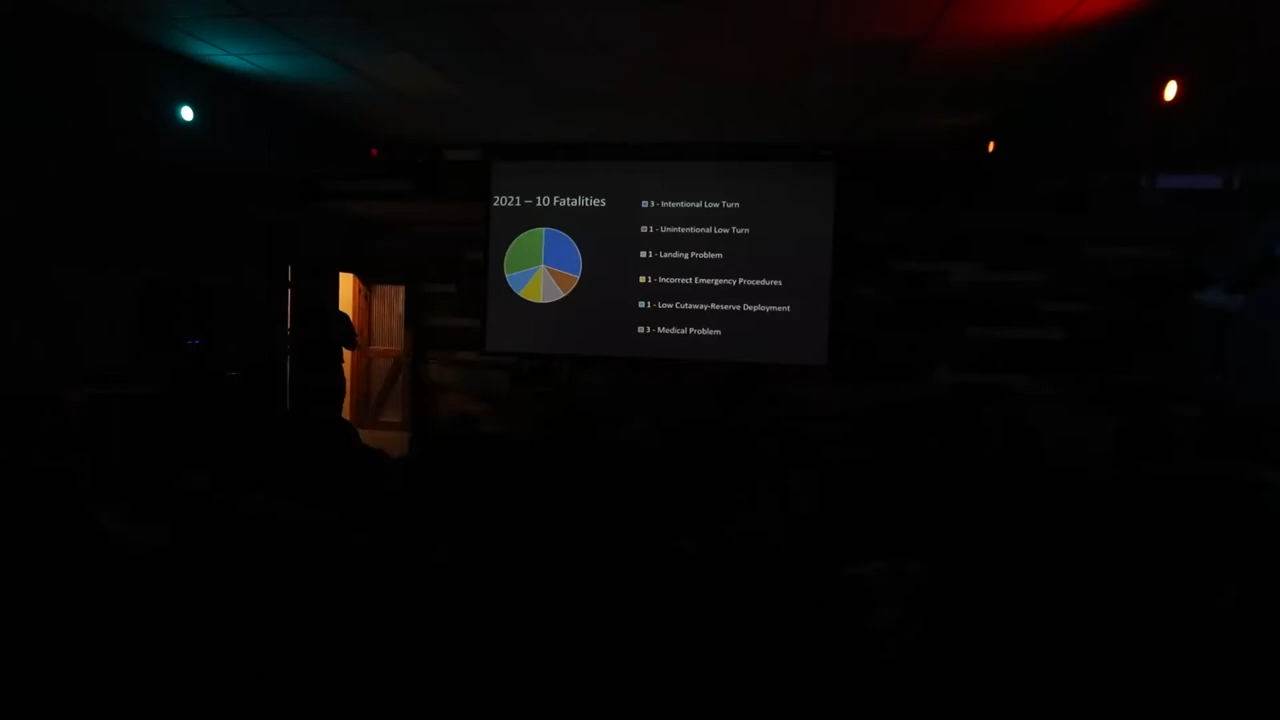 2021 – 10 Fatalities
3 - Intentional Low Turn
1 - Unintentional Low Turn
1 - Landing Problem
1 - Incorrect Emergency Procedures
1 - Low Cutaway-Reserve Deployment
3 - Medical Problem